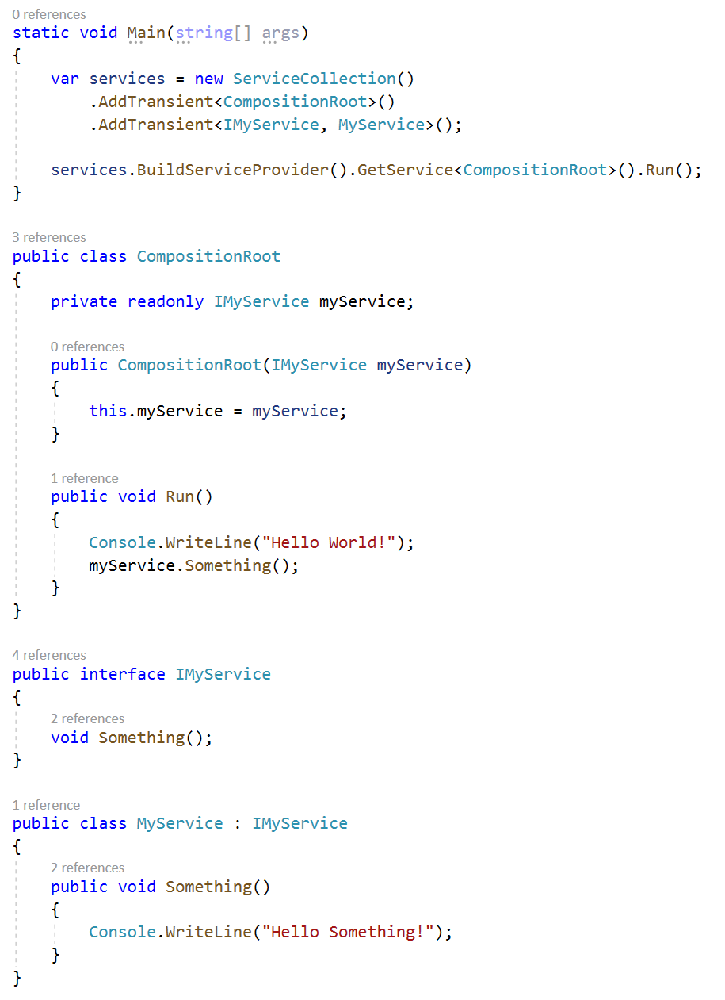 0 references
static void Main(string[] args)
{
    var services = new ServiceCollection()
        .AddTransient<CompositionRoot>()
        .AddTransient<IMyService, MyService>();

    services.BuildServiceProvider().GetService<CompositionRoot>().Run();
}

3 references
public class CompositionRoot
{
    private readonly IMyService myService;

    0 references
    public CompositionRoot(IMyService myService)
    {
        this.myService = myService;
    }

    1 reference
    public void Run()
    {
        Console.WriteLine("Hello World!");
        myService.Something();
    }
}

4 references
public interface IMyService
{
    2 references
    void Something();
}

1 reference
public class MyService : IMyService
{
    2 references
    public void Something()
    {
        Console.WriteLine("Hello Something!");
    }
}